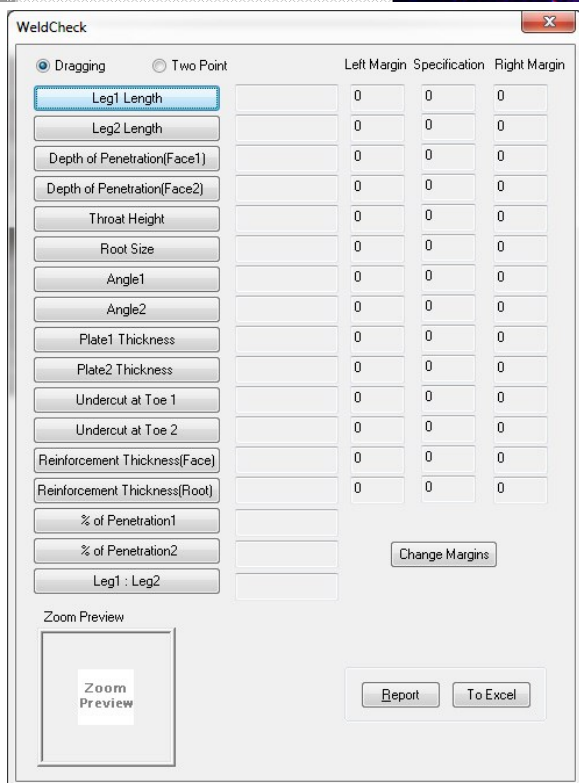 WeldCheck
x
Dragging Two Point Left Margin Specification Right Margin
Leg1 Length 0 0 0
Leg2 Length 0 0 0
Depth of Penetration(Face1) 0 0 0
Depth of Penetration(Face2) 0 0 0
Throat Height 0 0 0
Root Size 0 0 0
Angle1 0 0 0
Angle2 0 0 0
Plate1 Thickness 0 0 0
Plate2 Thickness 0 0 0
Undercut at Toe 1 0 0 0
Undercut at Toe 2 0 0 0
Reinforcement Thickness(Face) 0 0 0
Reinforcement Thickness(Root) 0 0 0
% of Penetration1
% of Penetration2 Change Margins
Leg1 : Leg2
Zoom Preview
Zoom
Preview
Report To Excel